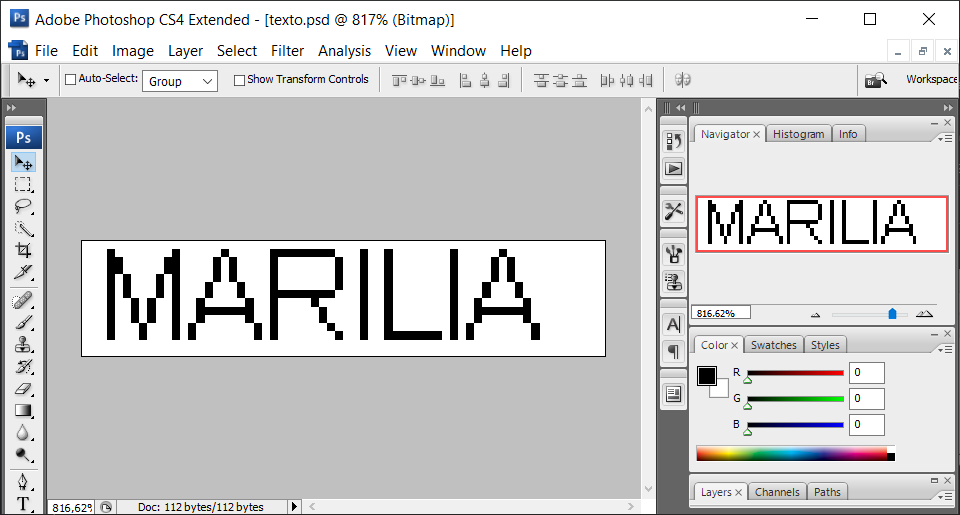 Ps Adobe Photoshop CS4 Extended - [texto.psd @ 817% (Bitmap)]
Ps File Edit Image Layer Select Filter Analysis View Window Help
Auto-Select: Group Show Transform Controls Br Workspace
Ps
Navigator Histogram Info
MARILIA
816.62%
A
Color Swatches Styles
R 0
G 0
B 0
MARILIA
Layers Channels Paths
T
816,62% Doc: 112 bytes/112 bytes